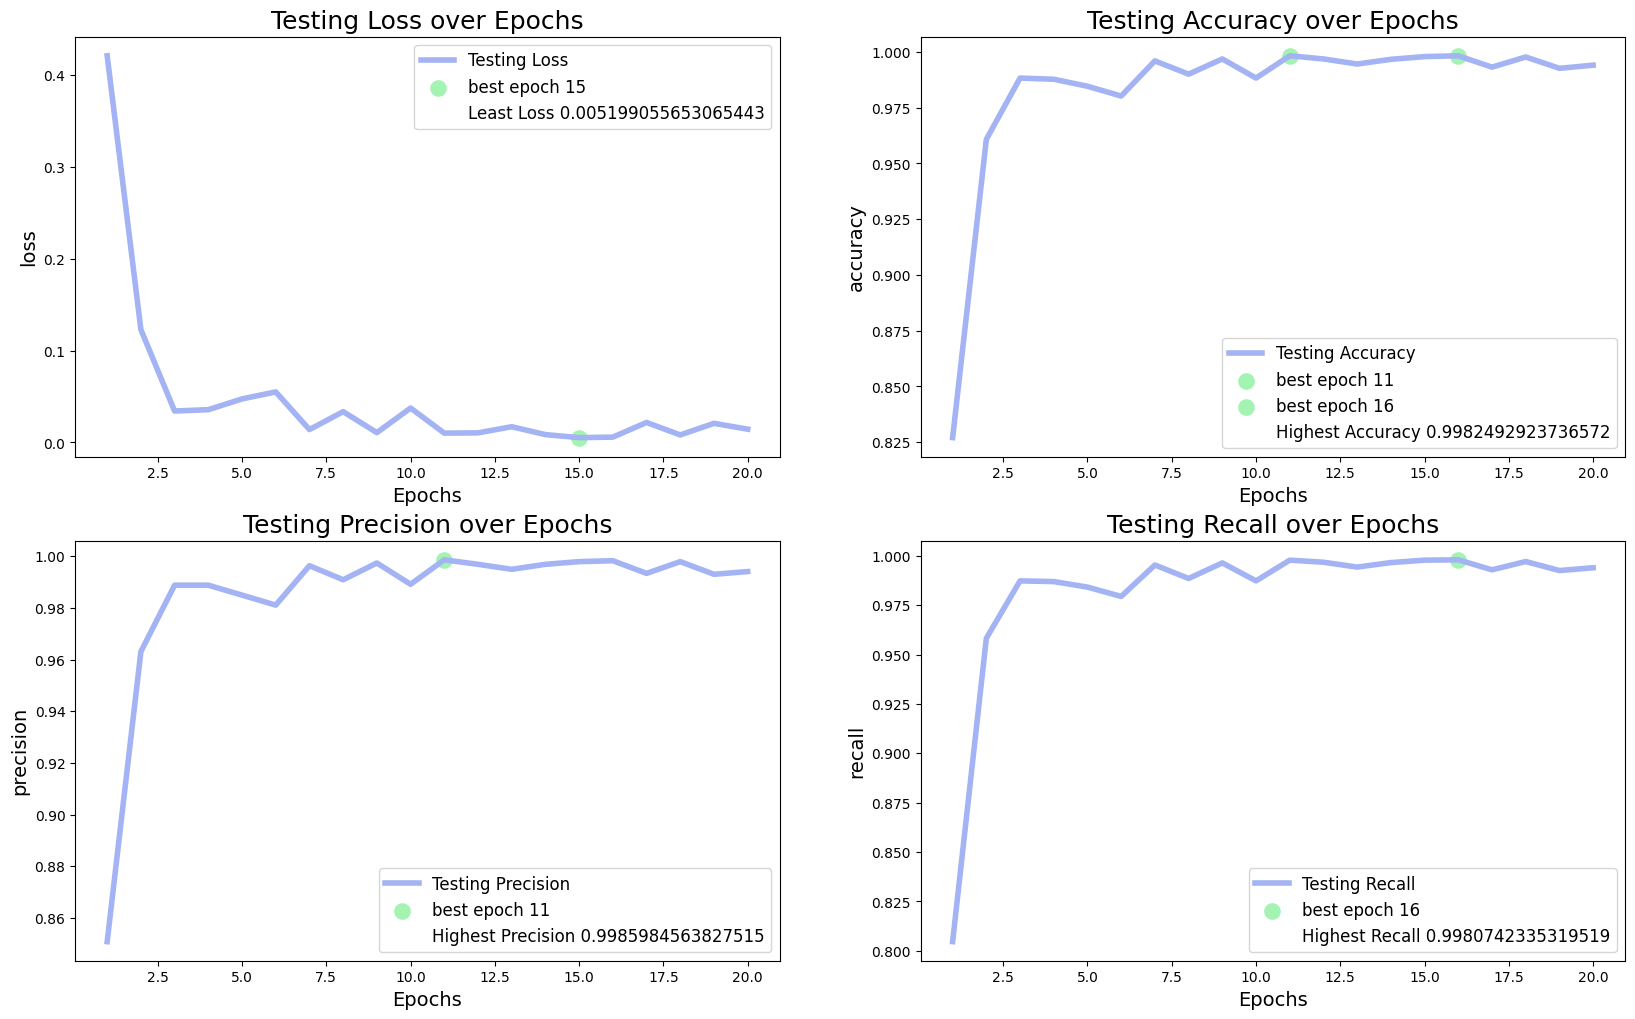 Testing Loss over Epochs
0.4
0.3
0.2
0.1
0.0
loss
Testing Loss
best epoch 15
Least Loss 0.005199055653065443
2.5 5.0 7.5 10.0 12.5 15.0 17.5 20.0
Epochs
Testing Accuracy over Epochs
1.000
0.975
0.950
0.925
0.900
0.875
0.850
0.825
accuracy
Testing Accuracy
best epoch 11
best epoch 16
Highest Accuracy 0.9982492923736572
2.5 5.0 7.5 10.0 12.5 15.0 17.5 20.0
Epochs
Testing Precision over Epochs
1.00
0.98
0.96
0.94
0.92
0.90
0.88
0.86
precision
Testing Precision
best epoch 11
Highest Precision 0.9985984563827515
2.5 5.0 7.5 10.0 12.5 15.0 17.5 20.0
Epochs
Testing Recall over Epochs
1.000
0.975
0.950
0.925
0.900
0.875
0.850
0.825
0.800
recall
Testing Recall
best epoch 16
Highest Recall 0.9980742335319519
2.5 5.0 7.5 10.0 12.5 15.0 17.5 20.0
Epochs